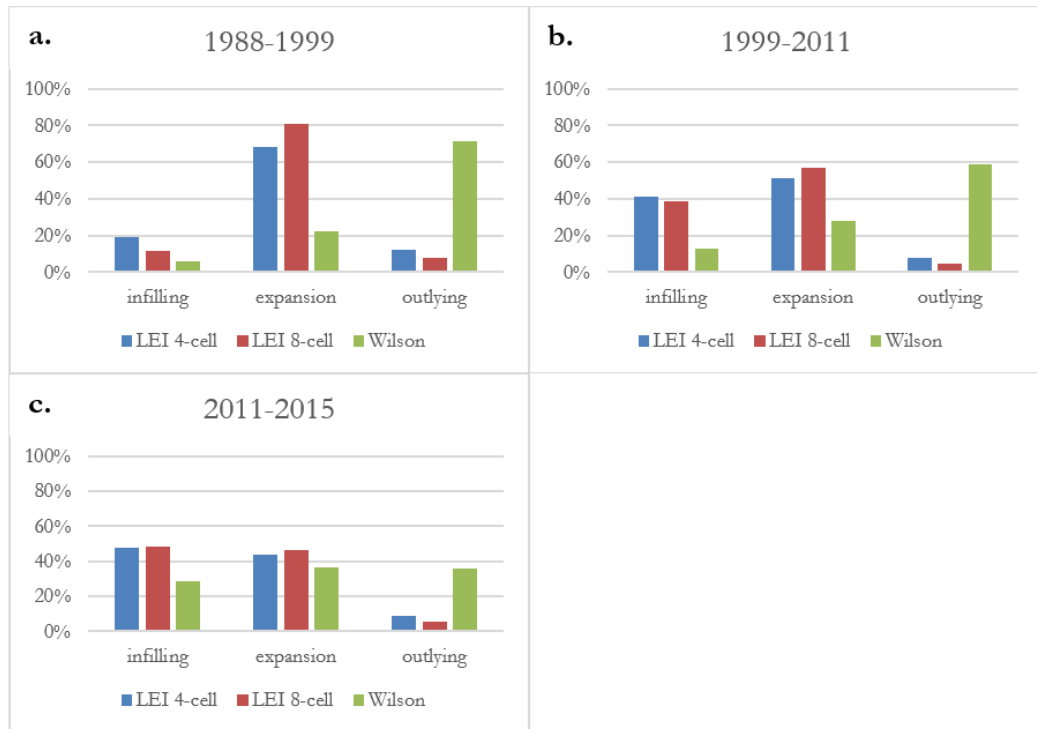 a.
1988-1999
100%
80%
60%
40%
20%
0%
infilling expansion outlying
LEI 4-cell LEI 8-cell Wilson
b.
1999-2011
100%
80%
60%
40%
20%
0%
infilling expansion outlying
LEI 4-cell LEI 8-cell Wilson
c.
2011-2015
100%
80%
60%
40%
20%
0%
infilling expansion outlying
LEI 4-cell LEI 8-cell Wilson